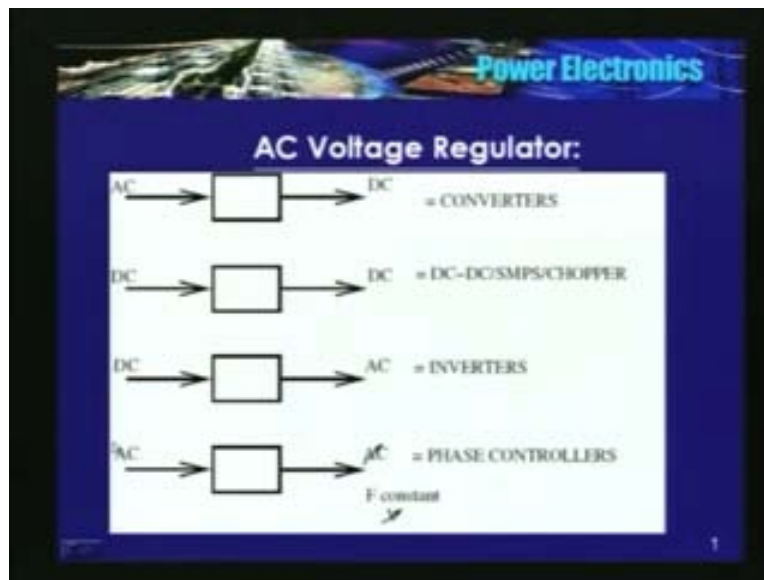 Power Electronics
AC Voltage Regulator:
AC DC = CONVERTERS
DC DC = DC-DC/SMPS/CHOPPER
DC AC = INVERTERS
AC AC = PHASE CONTROLLERS
F constant
1